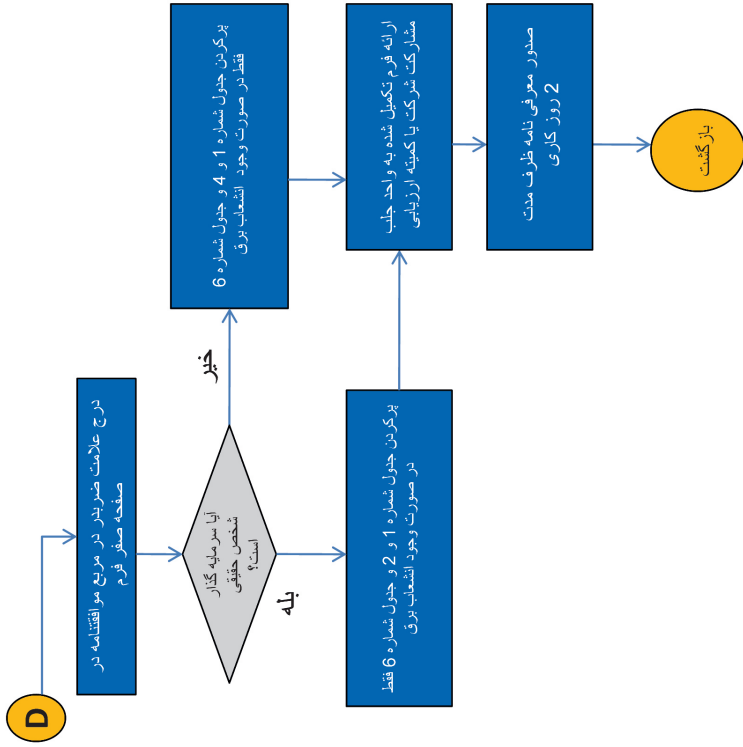 D
درج علامت ضربدر در مربع موافقتنامه در
صفحه صفر فرم
آیا سرمایه گذار
شخص حقیقی
است؟
خیر
بله
پرکردن جدول شماره 1 و 4 و جدول شماره 6
فقط در صورت وجود انشعاب برق
پرکردن جدول شماره 1 و 2 و جدول شماره 6 فقط
در صورت وجود انشعاب برق
ارائه فرم تکمیل شده به واحد جلب
مشارکت شرکت یا کمیته ارزیابی
صدور معرفی نامه ظرف مدت
2 روز کاری
بازگشت